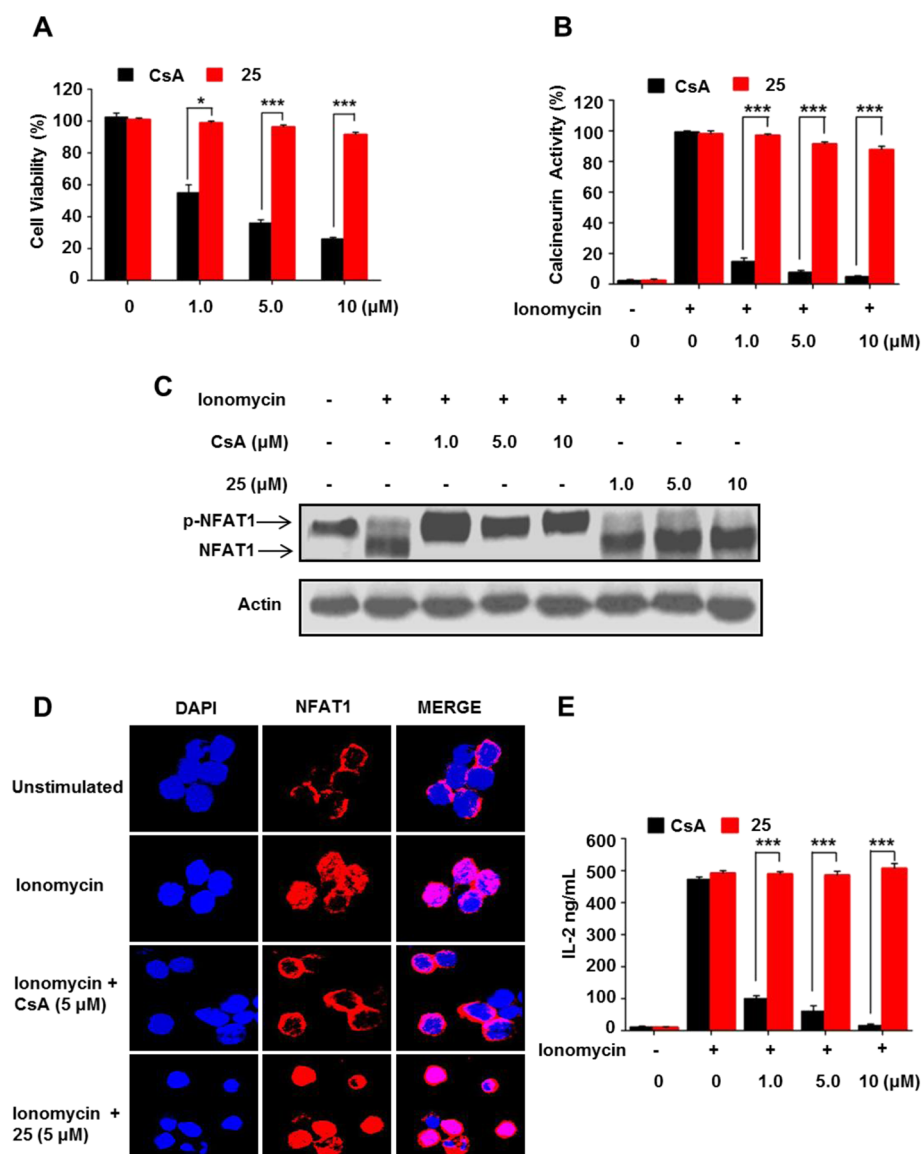 A
CsA 25
Cell Viability (%)
120
100
80
60
40
20
0
* *** ***
0 1.0 5.0 10 (μM)
B
CsA 25
Calcineurin Activity (%)
120
100
80
60
40
20
0
*** *** ***
Ionomycin - + + + +
0 0 1.0 5.0 10 (μM)
C
Ionomycin - + + + + + + +
CsA (μM) - - 1.0 5.0 10 - - -
25 (μM) - - - - - 1.0 5.0 10
p-NFAT1
NFAT1
Actin
D
DAPI NFAT1 MERGE
Unstimulated
Ionomycin
Ionomycin +
CsA (5 μM)
Ionomycin +
25 (5 μM)
E
CsA 25
IL-2 ng/mL
600
500
400
300
200
100
0
*** *** ***
Ionomycin - + + + +
0 0 1.0 5.0 10 (μM)